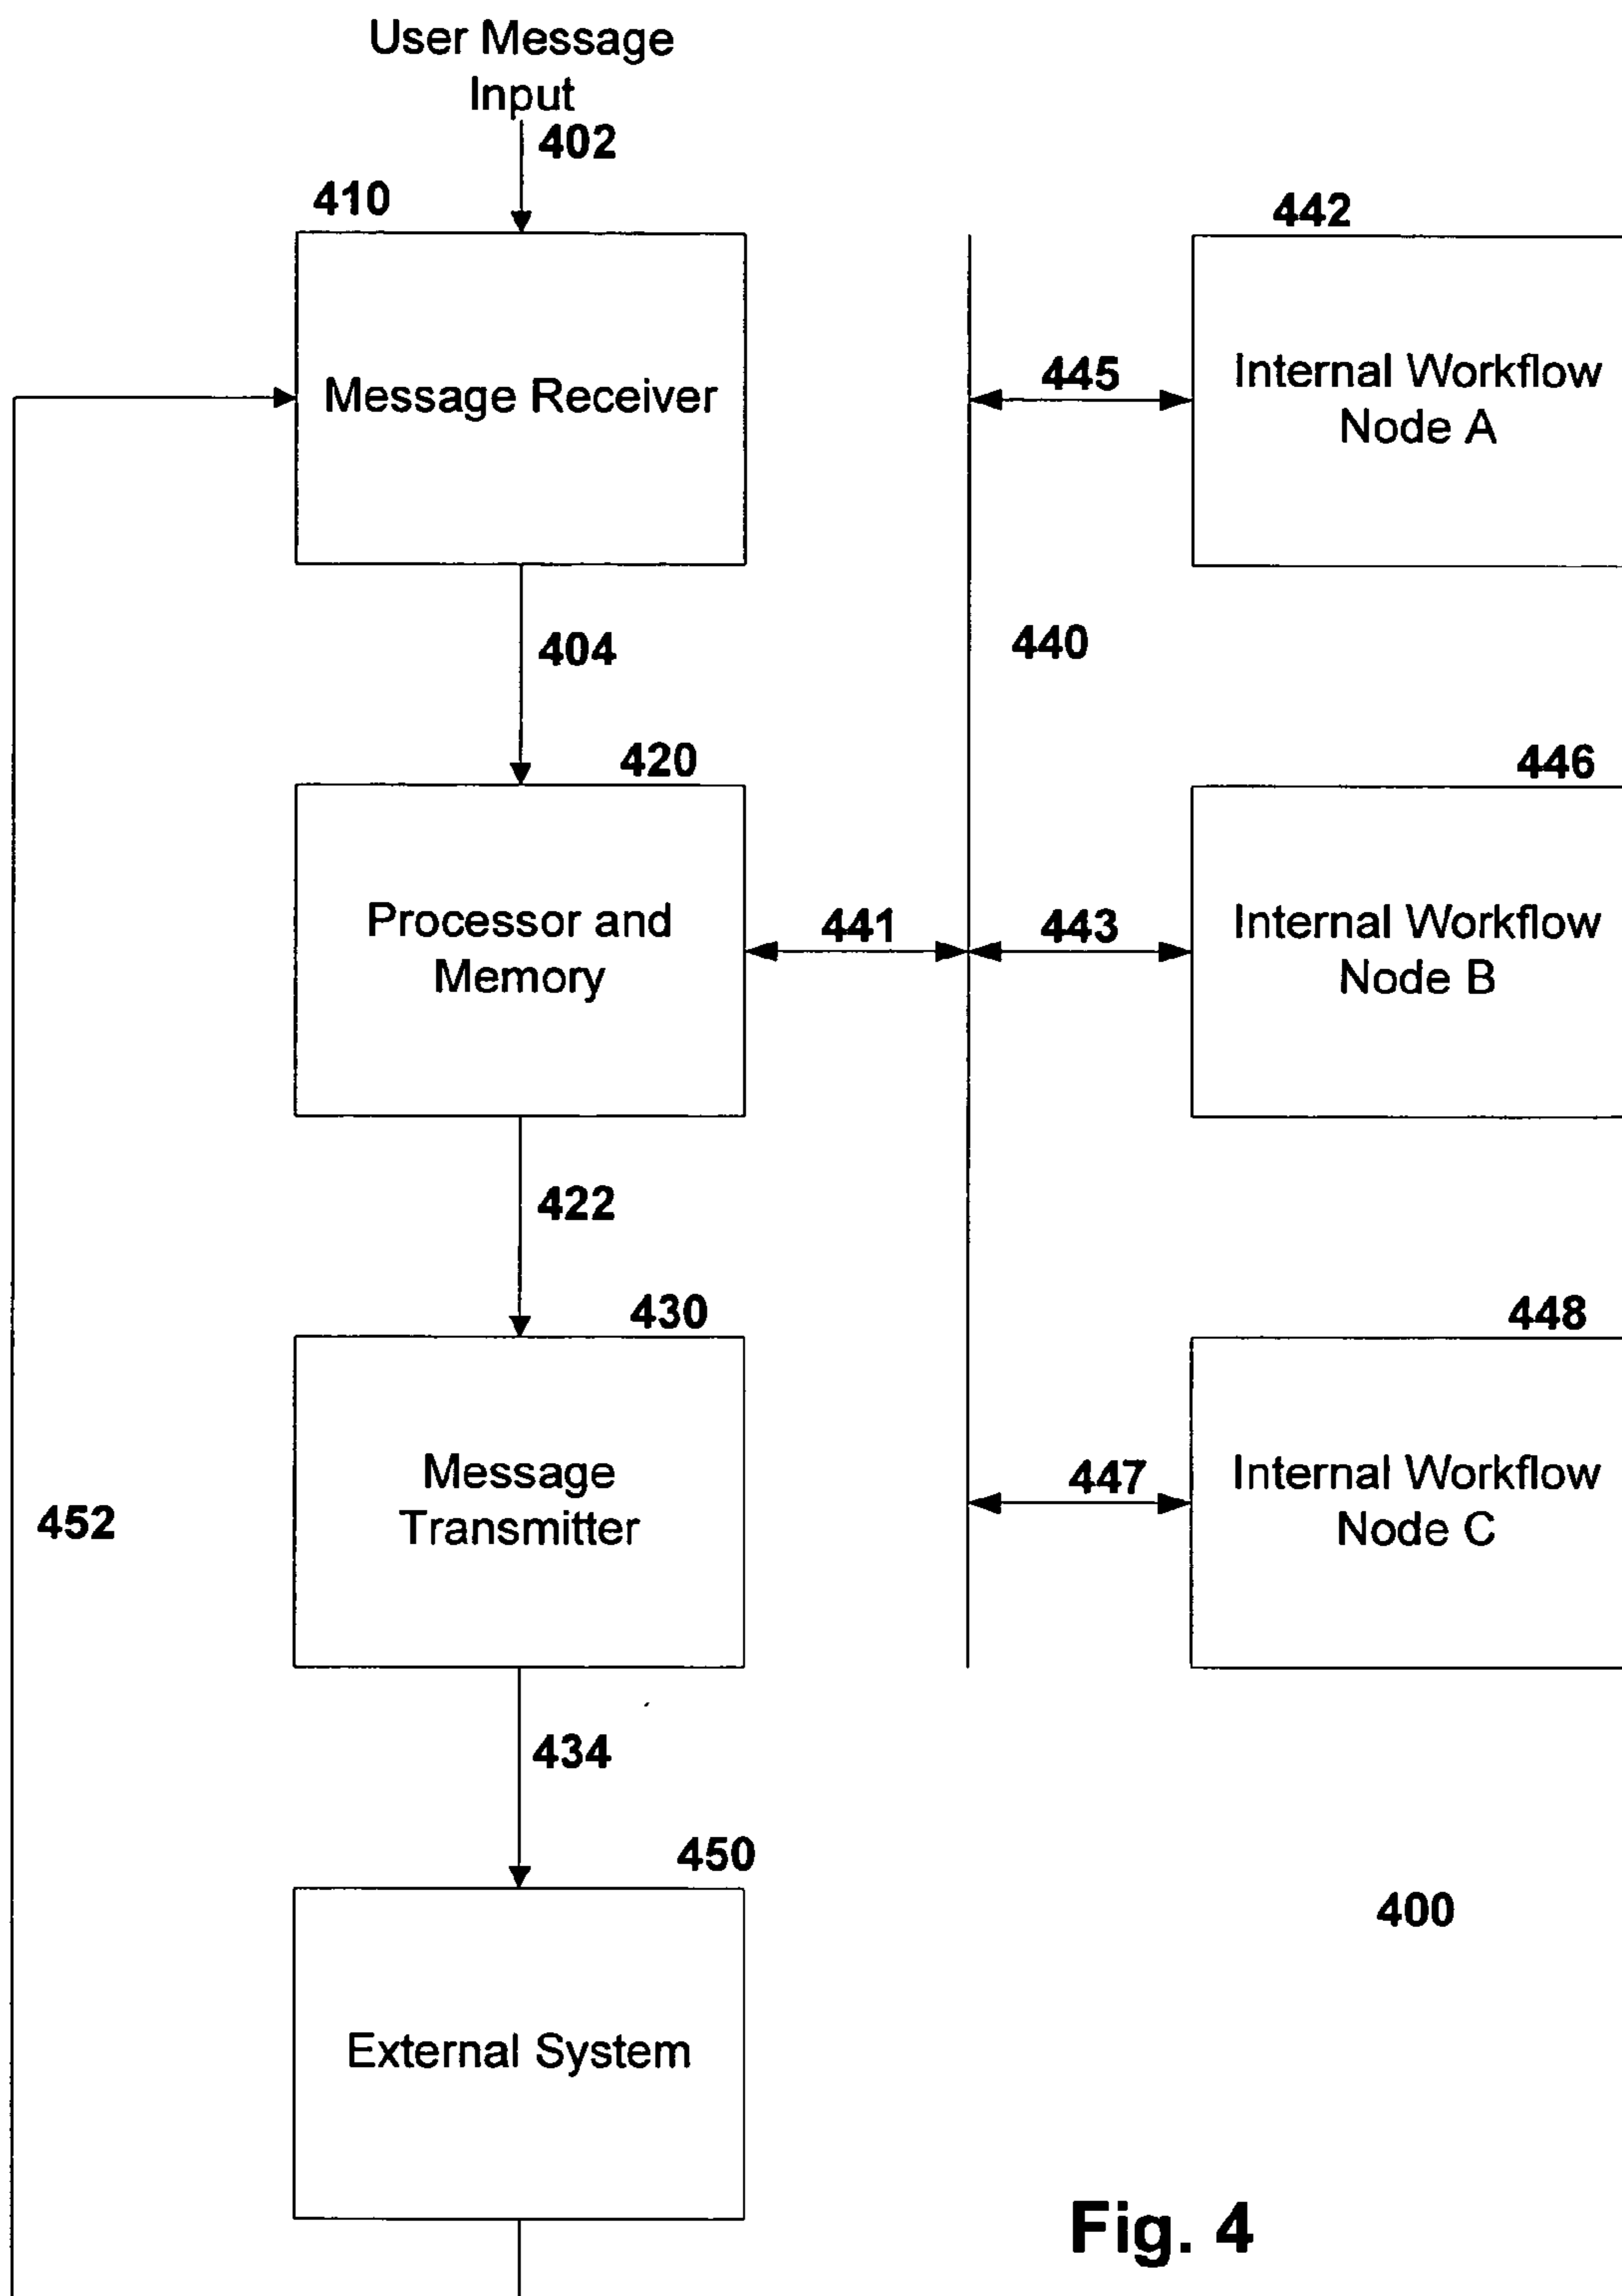 User Message
Input
402
410
442
Message Receiver
445
Internal Workflow
Node A
404
440
420
446
Processor and
Memory
441
443
Internal Workflow
Node B
422
430
448
Message
Transmitter
447
Internal Workflow
Node C
452
434
450
400
External System
Fig. 4